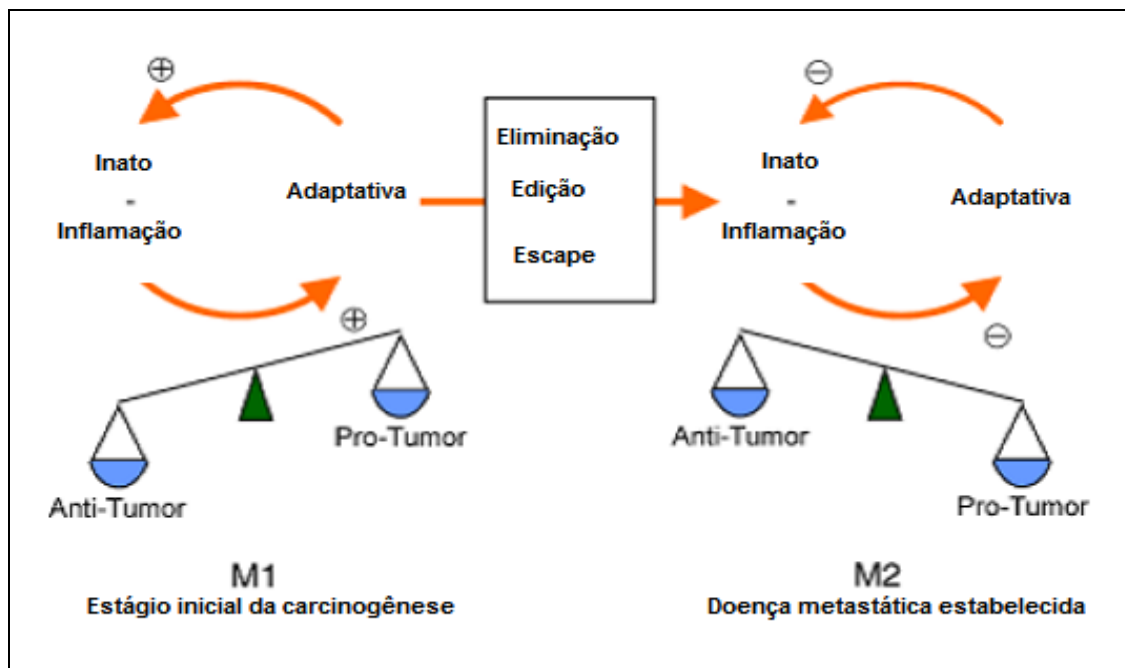 ⊕
Inato
-
Inflamação
Adaptativa
⊕
Anti-Tumor
Pro-Tumor
M1
Estágio inicial da carcinogênese
Eliminação
Edição
Escape
⊖
Inato
-
Inflamação
Adaptativa
⊖
Anti-Tumor
Pro-Tumor
M2
Doença metastática estabelecida